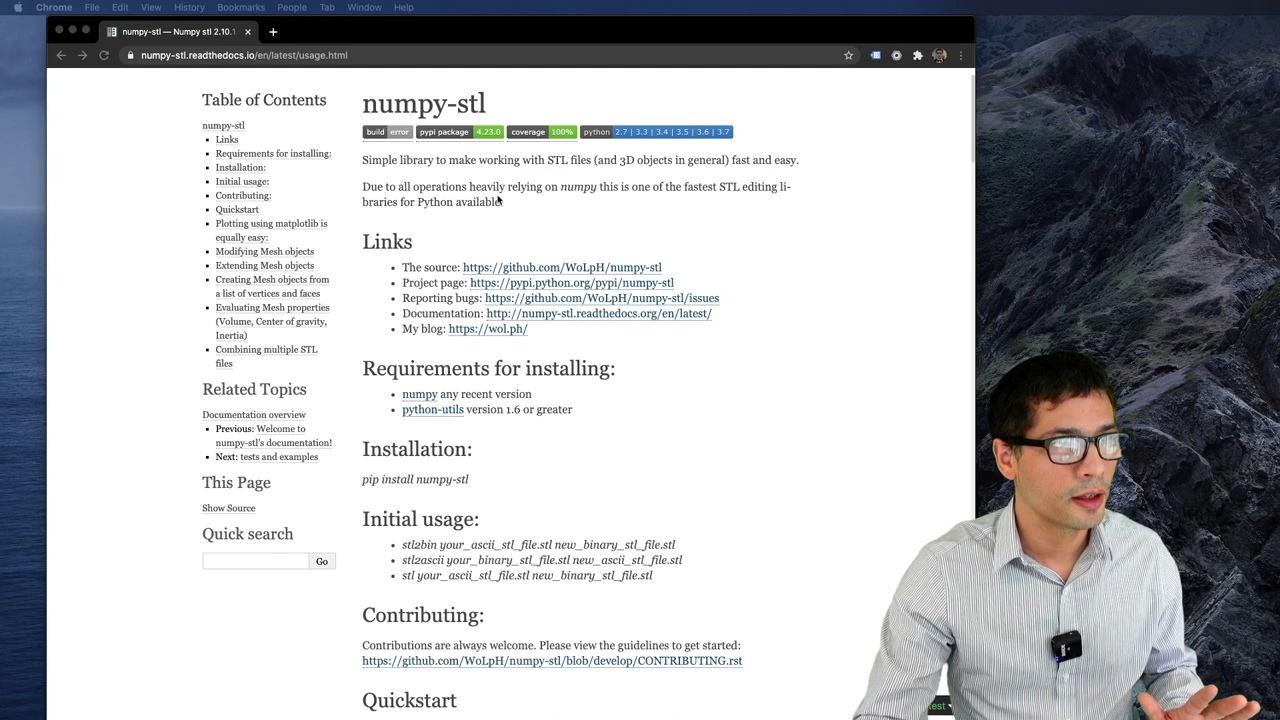 Chrome File Edit View History Bookmarks People Tab Window Help
numpy-stl — Numpy stl 2.10.1
numpy-stl.readthedocs.io/en/latest/usage.html
Table of Contents
numpy-stl
Links
Requirements for installing:
Installation:
Initial usage:
Contributing:
Quickstart
Plotting using matplotlib is
equally easy:
Modifying Mesh objects
Extending Mesh objects
Creating Mesh objects from
a list of vertices and faces
Evaluating Mesh properties
(Volume, Center of gravity,
Inertia)
Combining multiple STL
files
Related Topics
Documentation overview
Previous: Welcome to
numpy-stl's documentation!
Next: tests and examples
This Page
Show Source
Quick search
Go
numpy-stl
build error pypi package 4.23.0 coverage 100% python 2.7 | 3.3 | 3.4 | 3.5 | 3.6 | 3.7
Simple library to make working with STL files (and 3D objects in general) fast and easy.
Due to all operations heavily relying on numpy this is one of the fastest STL editing li-
braries for Python available.
Links
The source: https://github.com/WoLpH/numpy-stl
Project page: https://pypi.python.org/pypi/numpy-stl
Reporting bugs: https://github.com/WoLpH/numpy-stl/issues
Documentation: http://numpy-stl.readthedocs.org/en/latest/
My blog: https://wol.ph/
Requirements for installing:
numpy any recent version
python-utils version 1.6 or greater
Installation:
pip install numpy-stl
Initial usage:
stl2bin your_ascii_stl_file.stl new_binary_stl_file.stl
stl2ascii your_binary_stl_file.stl new_ascii_stl_file.stl
stl your_ascii_stl_file.stl new_binary_stl_file.stl
Contributing:
Contributions are always welcome. Please view the guidelines to get started:
https://github.com/WoLpH/numpy-stl/blob/develop/CONTRIBUTING.rst
Quickstart